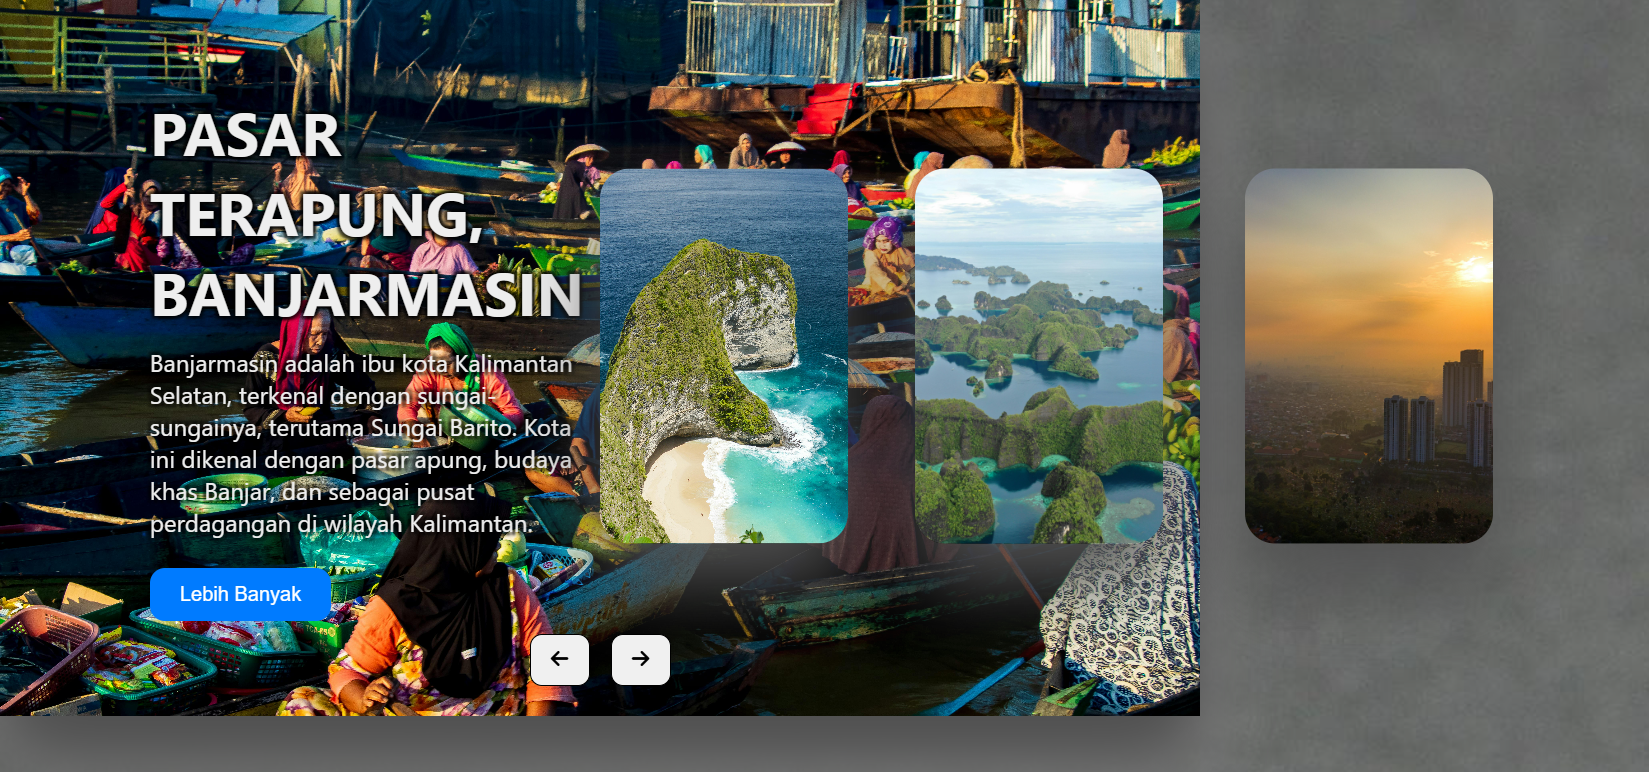 PASAR
TERAPUNG,
BANJARMASIN
Banjarmasin adalah ibu kota Kalimantan
Selatan, terkenal dengan sungai-
sungainya, terutama Sungai Barito. Kota
ini dikenal dengan pasar apung, budaya
khas Banjar, dan sebagai pusat
perdagangan di wilayah Kalimantan.
Lebih Banyak